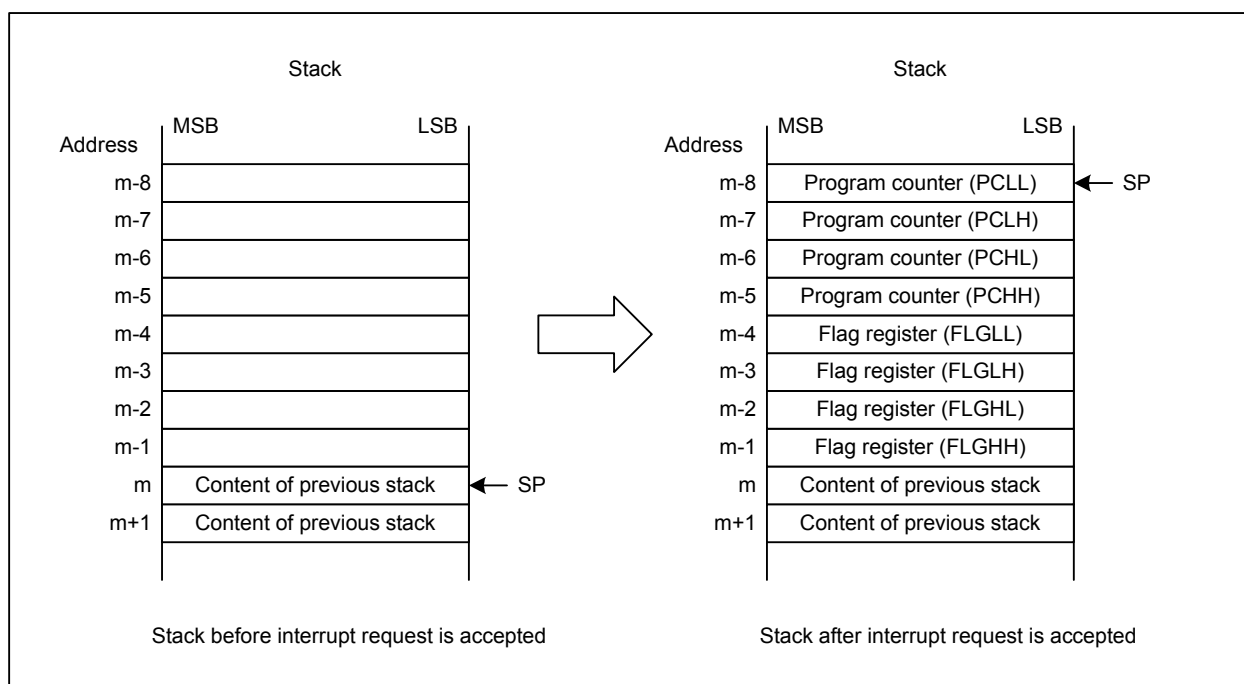 Stack Stack
MSB LSB MSB LSB
Address Address
m-8 m-8 Program counter (PCLL) SP
m-7 m-7 Program counter (PCLH)
m-6 m-6 Program counter (PCHL)
m-5 m-5 Program counter (PCHH)
m-4 m-4 Flag register (FLGLL)
m-3 m-3 Flag register (FLGLH)
m-2 m-2 Flag register (FLGHL)
m-1 m-1 Flag register (FLGHH)
m Content of previous stack SP m Content of previous stack
m+1 Content of previous stack m+1 Content of previous stack
Stack before interrupt request is accepted Stack after interrupt request is accepted